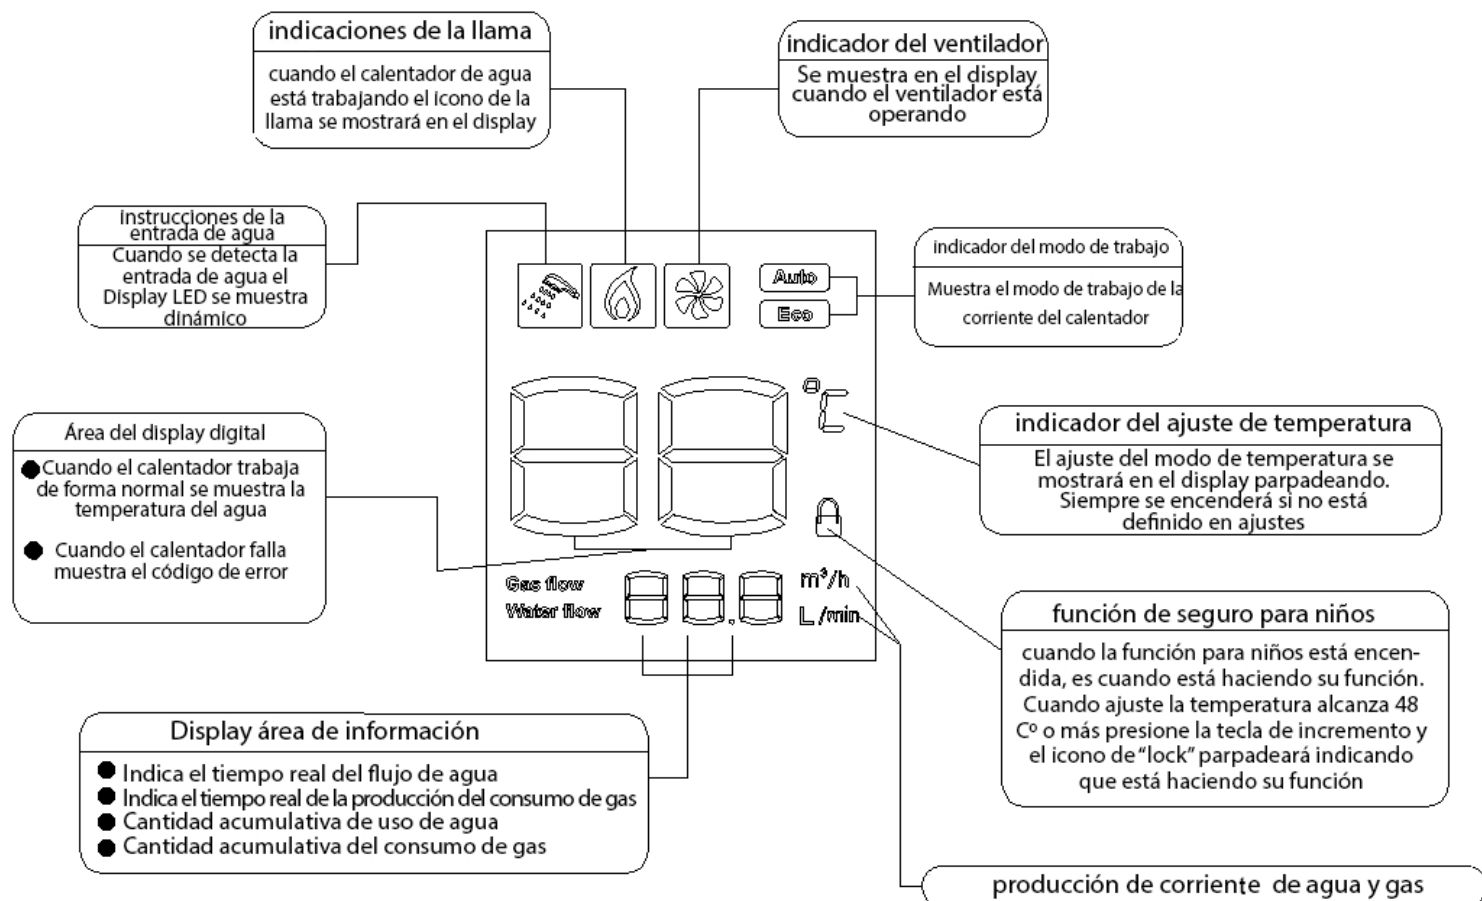 indicaciones de la llama
cuando el calentador de agua
está trabajando el icono de la
llama se mostrará en el display
indicador del ventilador
Se muestra en el display
cuando el ventilador está
operando
instrucciones de la
entrada de agua
Cuando se detecta la
entrada de agua el
Display LED se muestra
dinámico
indicador del modo de trabajo
Muestra el modo de trabajo de la
corriente del calentador
Auto
Eco
°C
Área del display digital
Cuando el calentador trabaja
de forma normal se muestra la
temperatura del agua
Cuando el calentador falla
muestra el código de error
indicador del ajuste de temperatura
El ajuste del modo de temperatura se
mostrará en el display parpadeando.
Siempre se encenderá si no está
definido en ajustes
Gas flow
Water flow
88.8
m³/h
L/min
función de seguro para niños
cuando la función para niños está encen-
dida, es cuando está haciendo su función.
Cuando ajuste la temperatura alcanza 48
Cº o más presione la tecla de incremento y
el icono de “lock” parpadeará indicando
que está haciendo su función
Display área de información
Indica el tiempo real del flujo de agua
Indica el tiempo real de la producción del consumo de gas
Cantidad acumulativa de uso de agua
Cantidad acumulativa del consumo de gas
producción de corriente de agua y gas